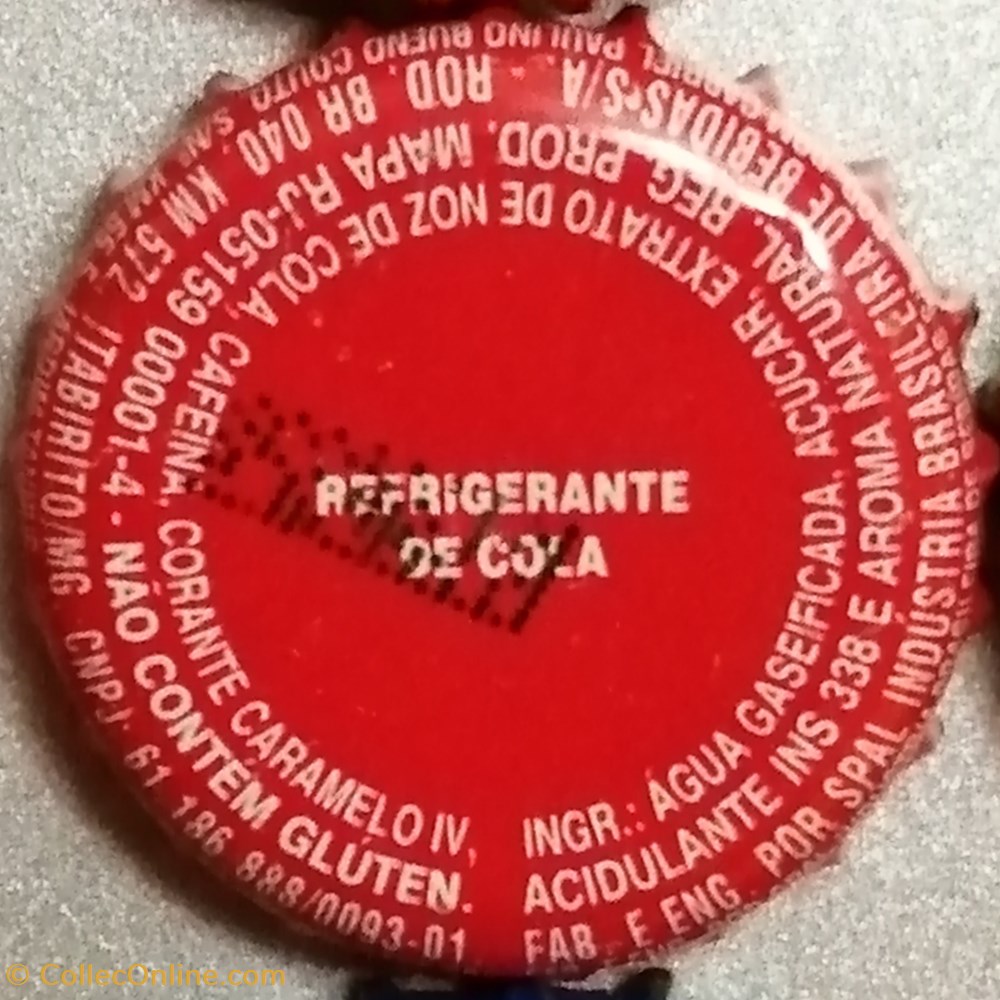 REFRIGERANTE
DE COLA
INGR.: ÁGUA GASEIFICADA, AÇÚCAR, EXTRATO DE NOZ DE COLA, CAFEÍNA, CORANTE CARAMELO IV,
ACIDULANTE INS 338 E AROMA NATURAL. REG. PROD. MAPA RJ-05159 0001-4 - NÃO CONTÉM GLÚTEN.
FAB. E ENG. POR SPAL INDÚSTRIA BRASILEIRA DE BEBIDAS S/A. ROD. BR 040, KM 572, ITABIRITO/MG. CNPJ. 61.186.888/0093-01
PAULINO BUENO COUTO
© CollecOnline.com